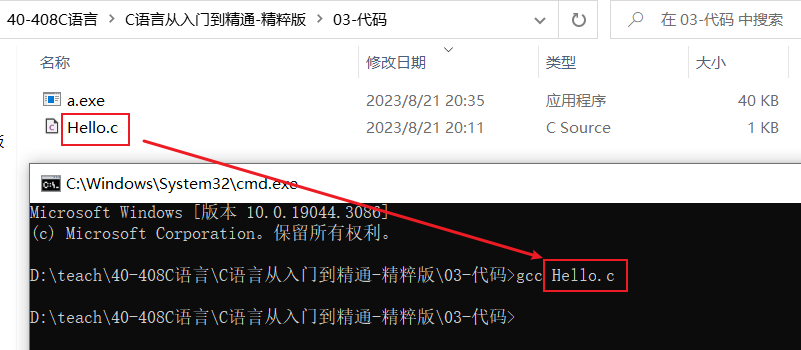 40-408C语言 > C语言从入门到精通-精粹版 > 03-代码 在 03-代码 中搜索
名称 修改日期 类型 大小
a.exe 2023/8/21 20:35 应用程序 40 KB
Hello.c 2023/8/21 20:11 C Source 1 KB
C:\Windows\System32\cmd.exe
Microsoft Windows [版本 10.0.19044.3086]
(c) Microsoft Corporation。保留所有权利。
D:\teach\40-408C语言\C语言从入门到精通-精粹版\03-代码>gcc Hello.c
D:\teach\40-408C语言\C语言从入门到精通-精粹版\03-代码>